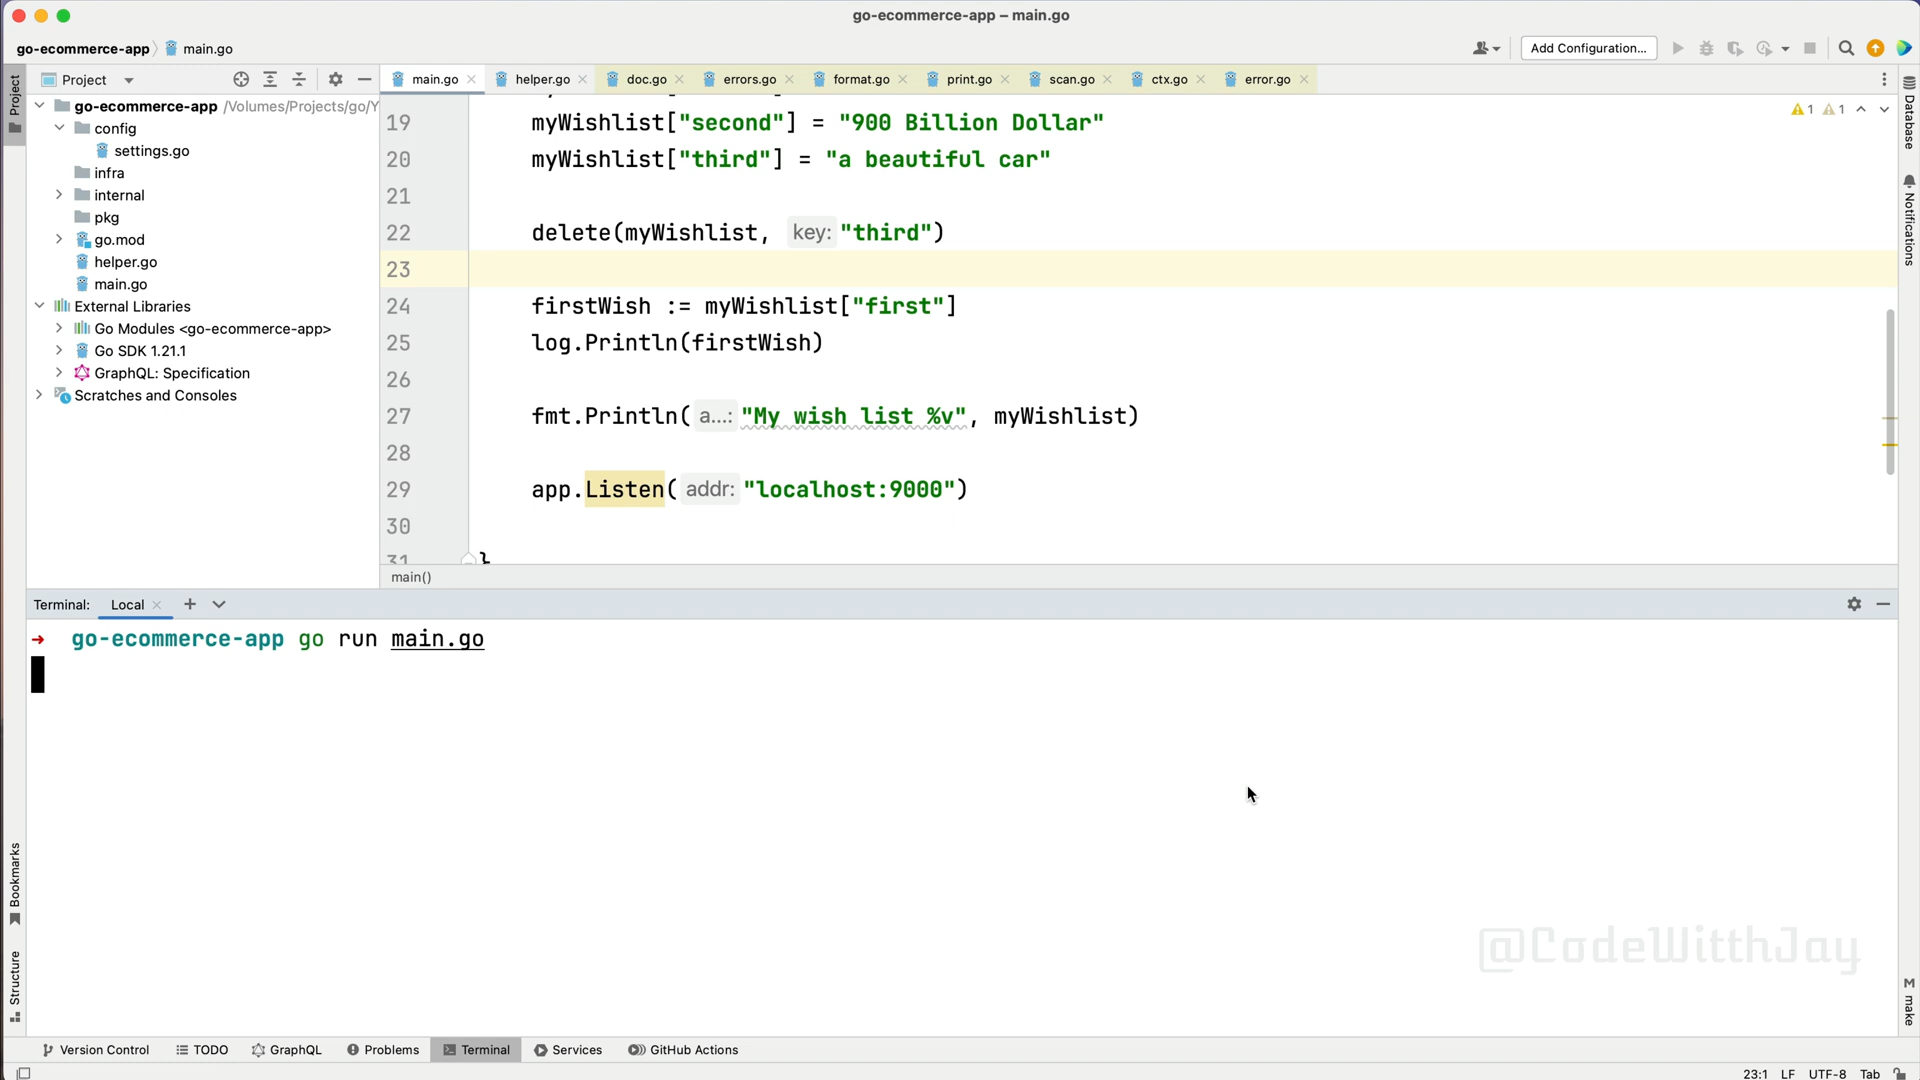 go-ecommerce-app – main.go
go-ecommerce-app
main.go
Add Configuration...
Project
Project
main.go
helper.go
doc.go
errors.go
format.go
print.go
scan.go
ctx.go
error.go
go-ecommerce-app /Volumes/Projects/go/Y
config
settings.go
infra
internal
pkg
go.mod
helper.go
main.go
External Libraries
Go Modules <go-ecommerce-app>
Go SDK 1.21.1
GraphQL: Specification
Scratches and Consoles
1 1
19 myWishlist["second"] = "900 Billion Dollar"
20 myWishlist["third"] = "a beautiful car"
21
22 delete(myWishlist, key: "third")
23
24 firstWish := myWishlist["first"]
25 log.Println(firstWish)
26
27 fmt.Println( a...: "My wish list %v", myWishlist)
28
29 app.Listen( addr: "localhost:9000")
30
31 }
main()
Database
Notifications
Terminal: Local
→ go-ecommerce-app go run main.go
@CodeWitthJay
Bookmarks
Structure
M make
Version Control
TODO
GraphQL
Problems
Terminal
Services
GitHub Actions
23:1 LF UTF-8 Tab